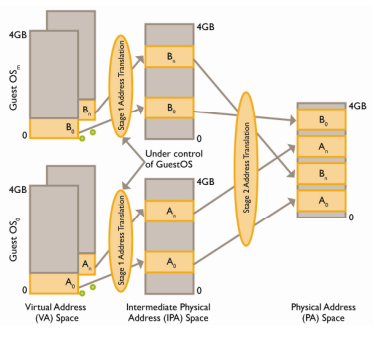 4GB
Guest OSm
0
Bn
B0
Stage 1 Address Translation
4GB
Bn
B0
0
Under control
of GuestOS
Stage 2 Address Translation
4GB
B0
An
Bn
A0
0
4GB
Guest OS0
0
An
A0
Stage 1 Address Translation
4GB
An
A0
0
Virtual Address
(VA) Space
Intermediate Physical
Address (IPA) Space
Physical Address
(PA) Space